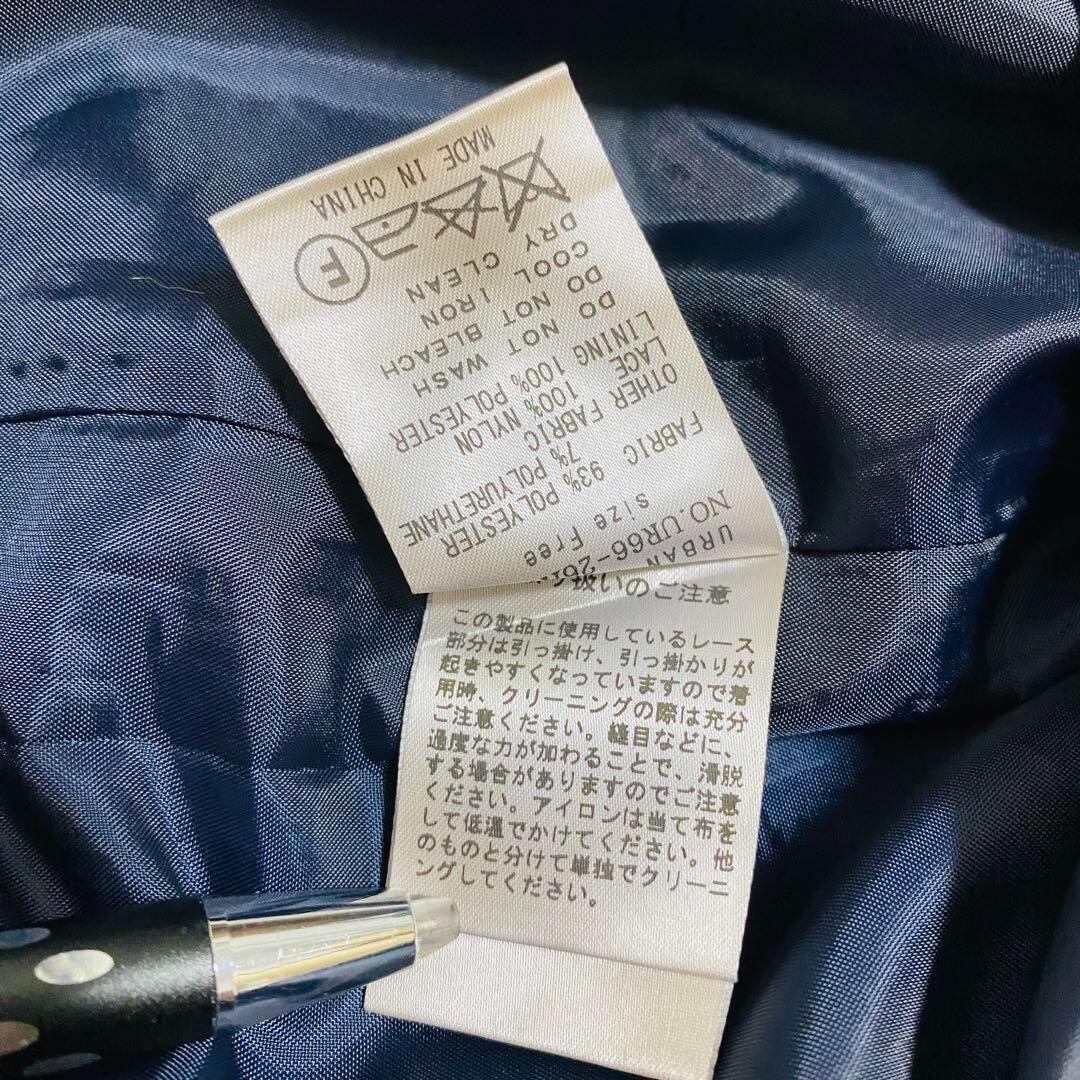 URBAN
NO.UR66-26
size Free
FABRIC 93% POLYESTER
7% POLYURETHANE
OTHER FABRIC
LACE 100% NYLON
LINING 100% POLYESTER
DO NOT WASH
DO NOT BLEACH
COOL IRON
DRY CLEAN
F
MADE IN CHINA
扱いのご注意
この製品に使用しているレース
部分は引っ掛け、引っ掛かりが
起きやすくなっていますので着
用時、クリーニングの際は充分
ご注意ください。縫目などに、
過度な力が加わることで、滑脱
する場合がありますのでご注意
ください。アイロンは当て布を
して低温でかけてください。他
のものと分けて単独でクリーニ
ングしてください。